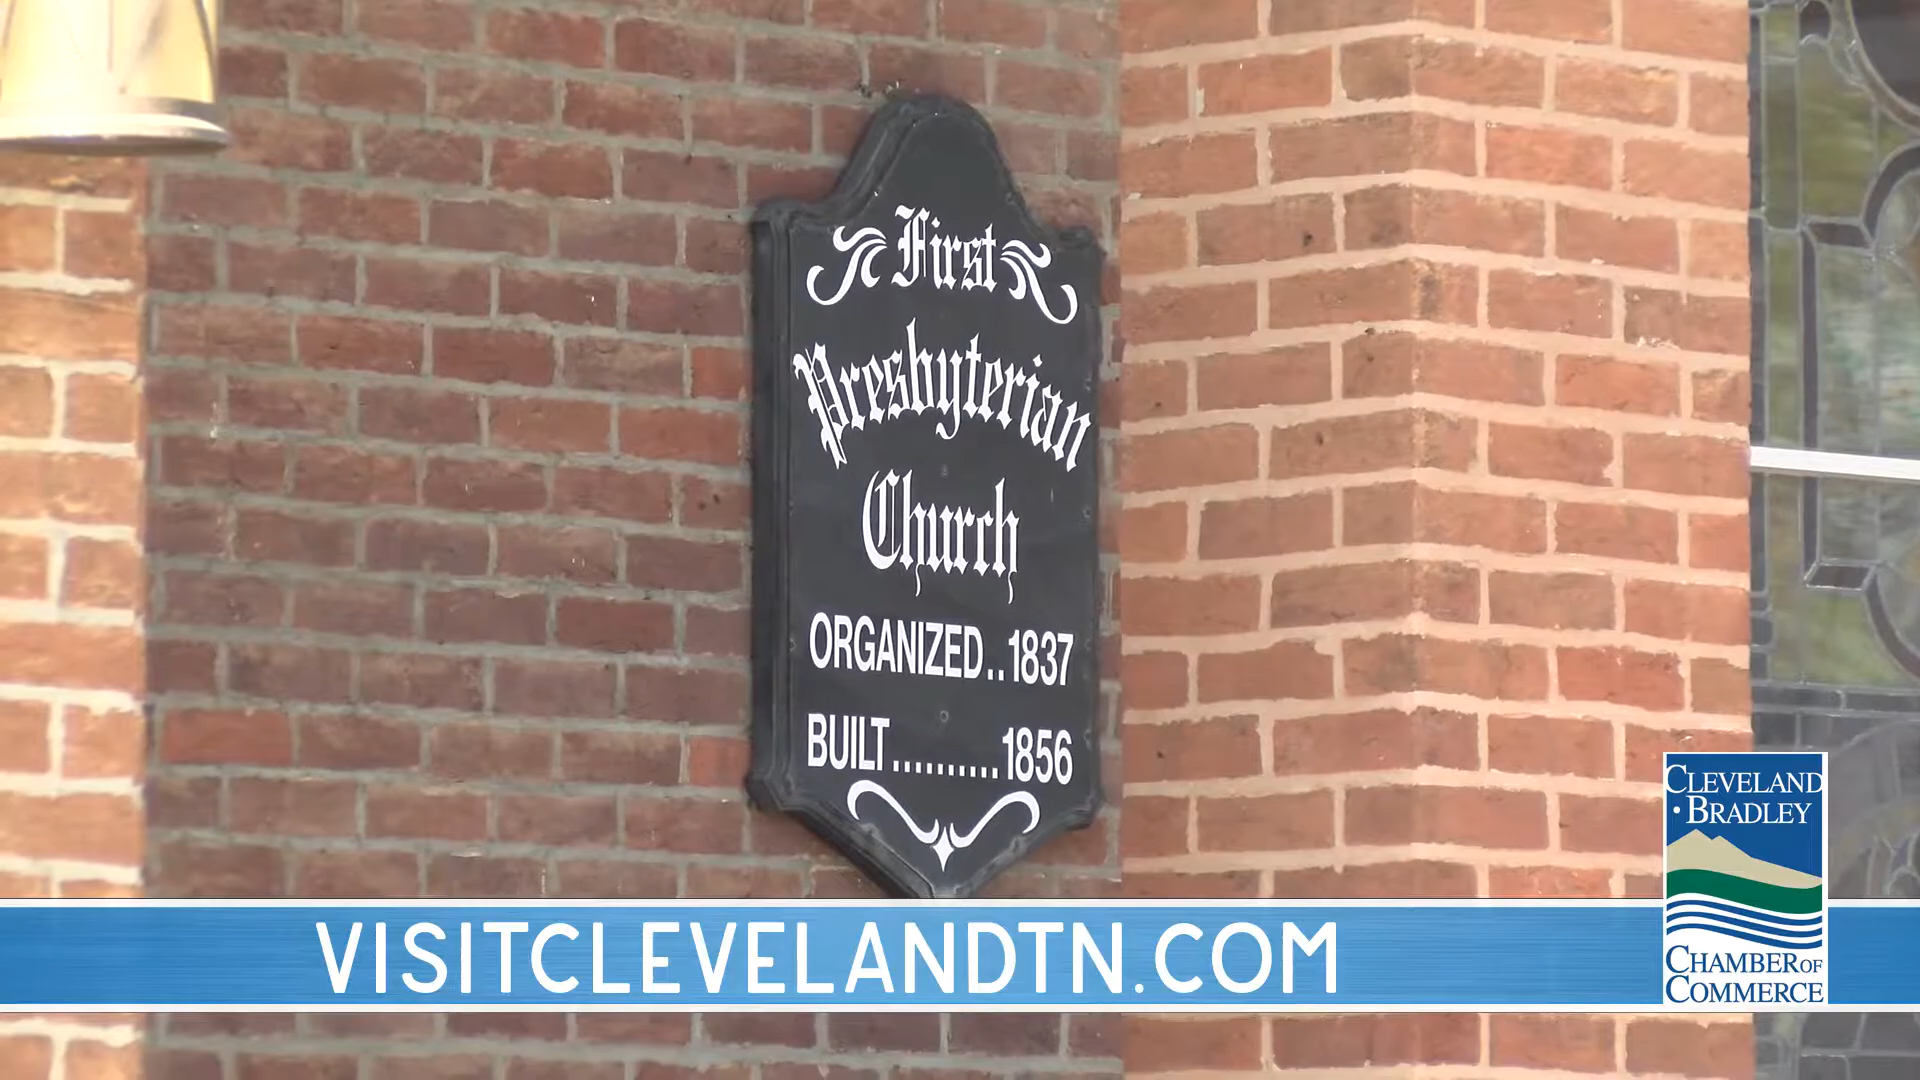 First
Presbyterian
Church
ORGANIZED..1837
BUILT..........1856
VISITCLEVELANDTN.COM
CLEVELAND
• BRADLEY
CHAMBER OF
COMMERCE